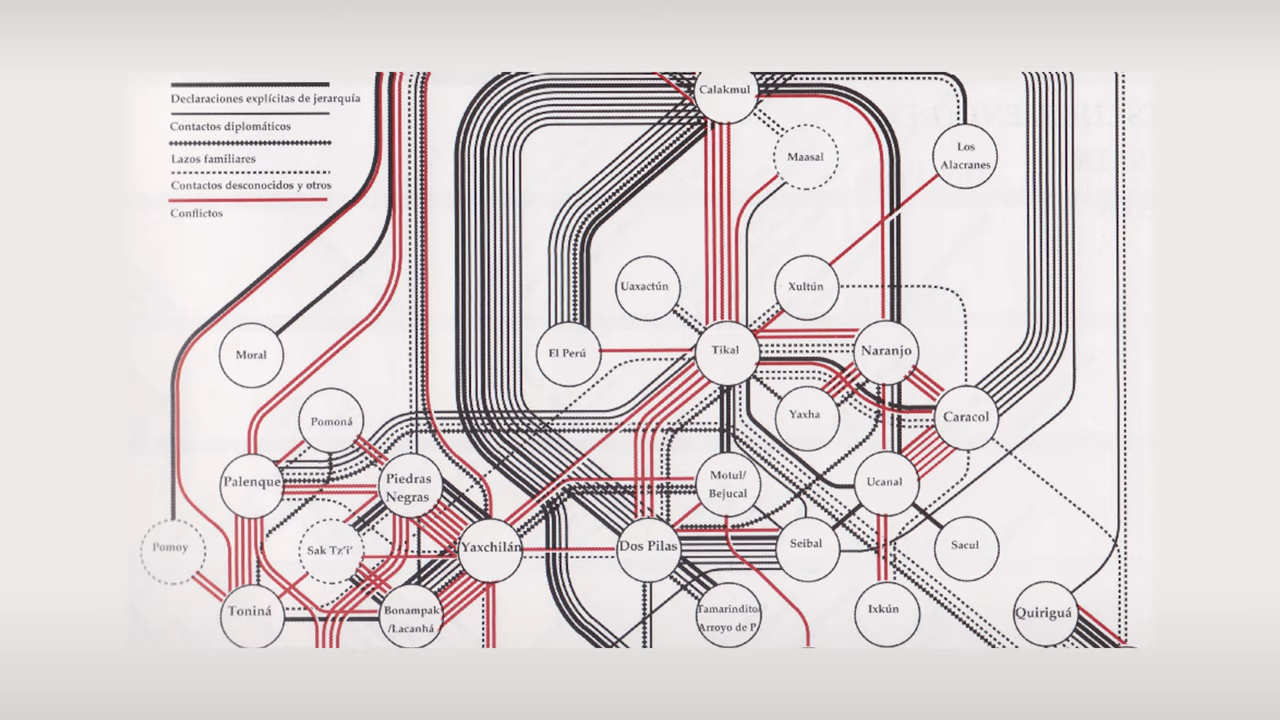 Declaraciones explícitas de jerarquía
Contactos diplomáticos
Lazos familiares
Contactos desconocidos y otros
Conflictos
Calakmul
Maasal
Los
Alacranes
Uaxactún
Xultún
Moral
El Perú
Tikal
Naranjo
Pomoná
Yaxha
Caracol
Palenque
Piedras
Negras
Motul/
Bejucal
Ucanal
Pomoy
Sak Tz'i'
Yaxchilán
Dos Pilas
Seibal
Sacul
Toniná
Bonampak
/Lacanhá
Tamarindito/
Arroyo de P.
Ixkún
Quiriguá